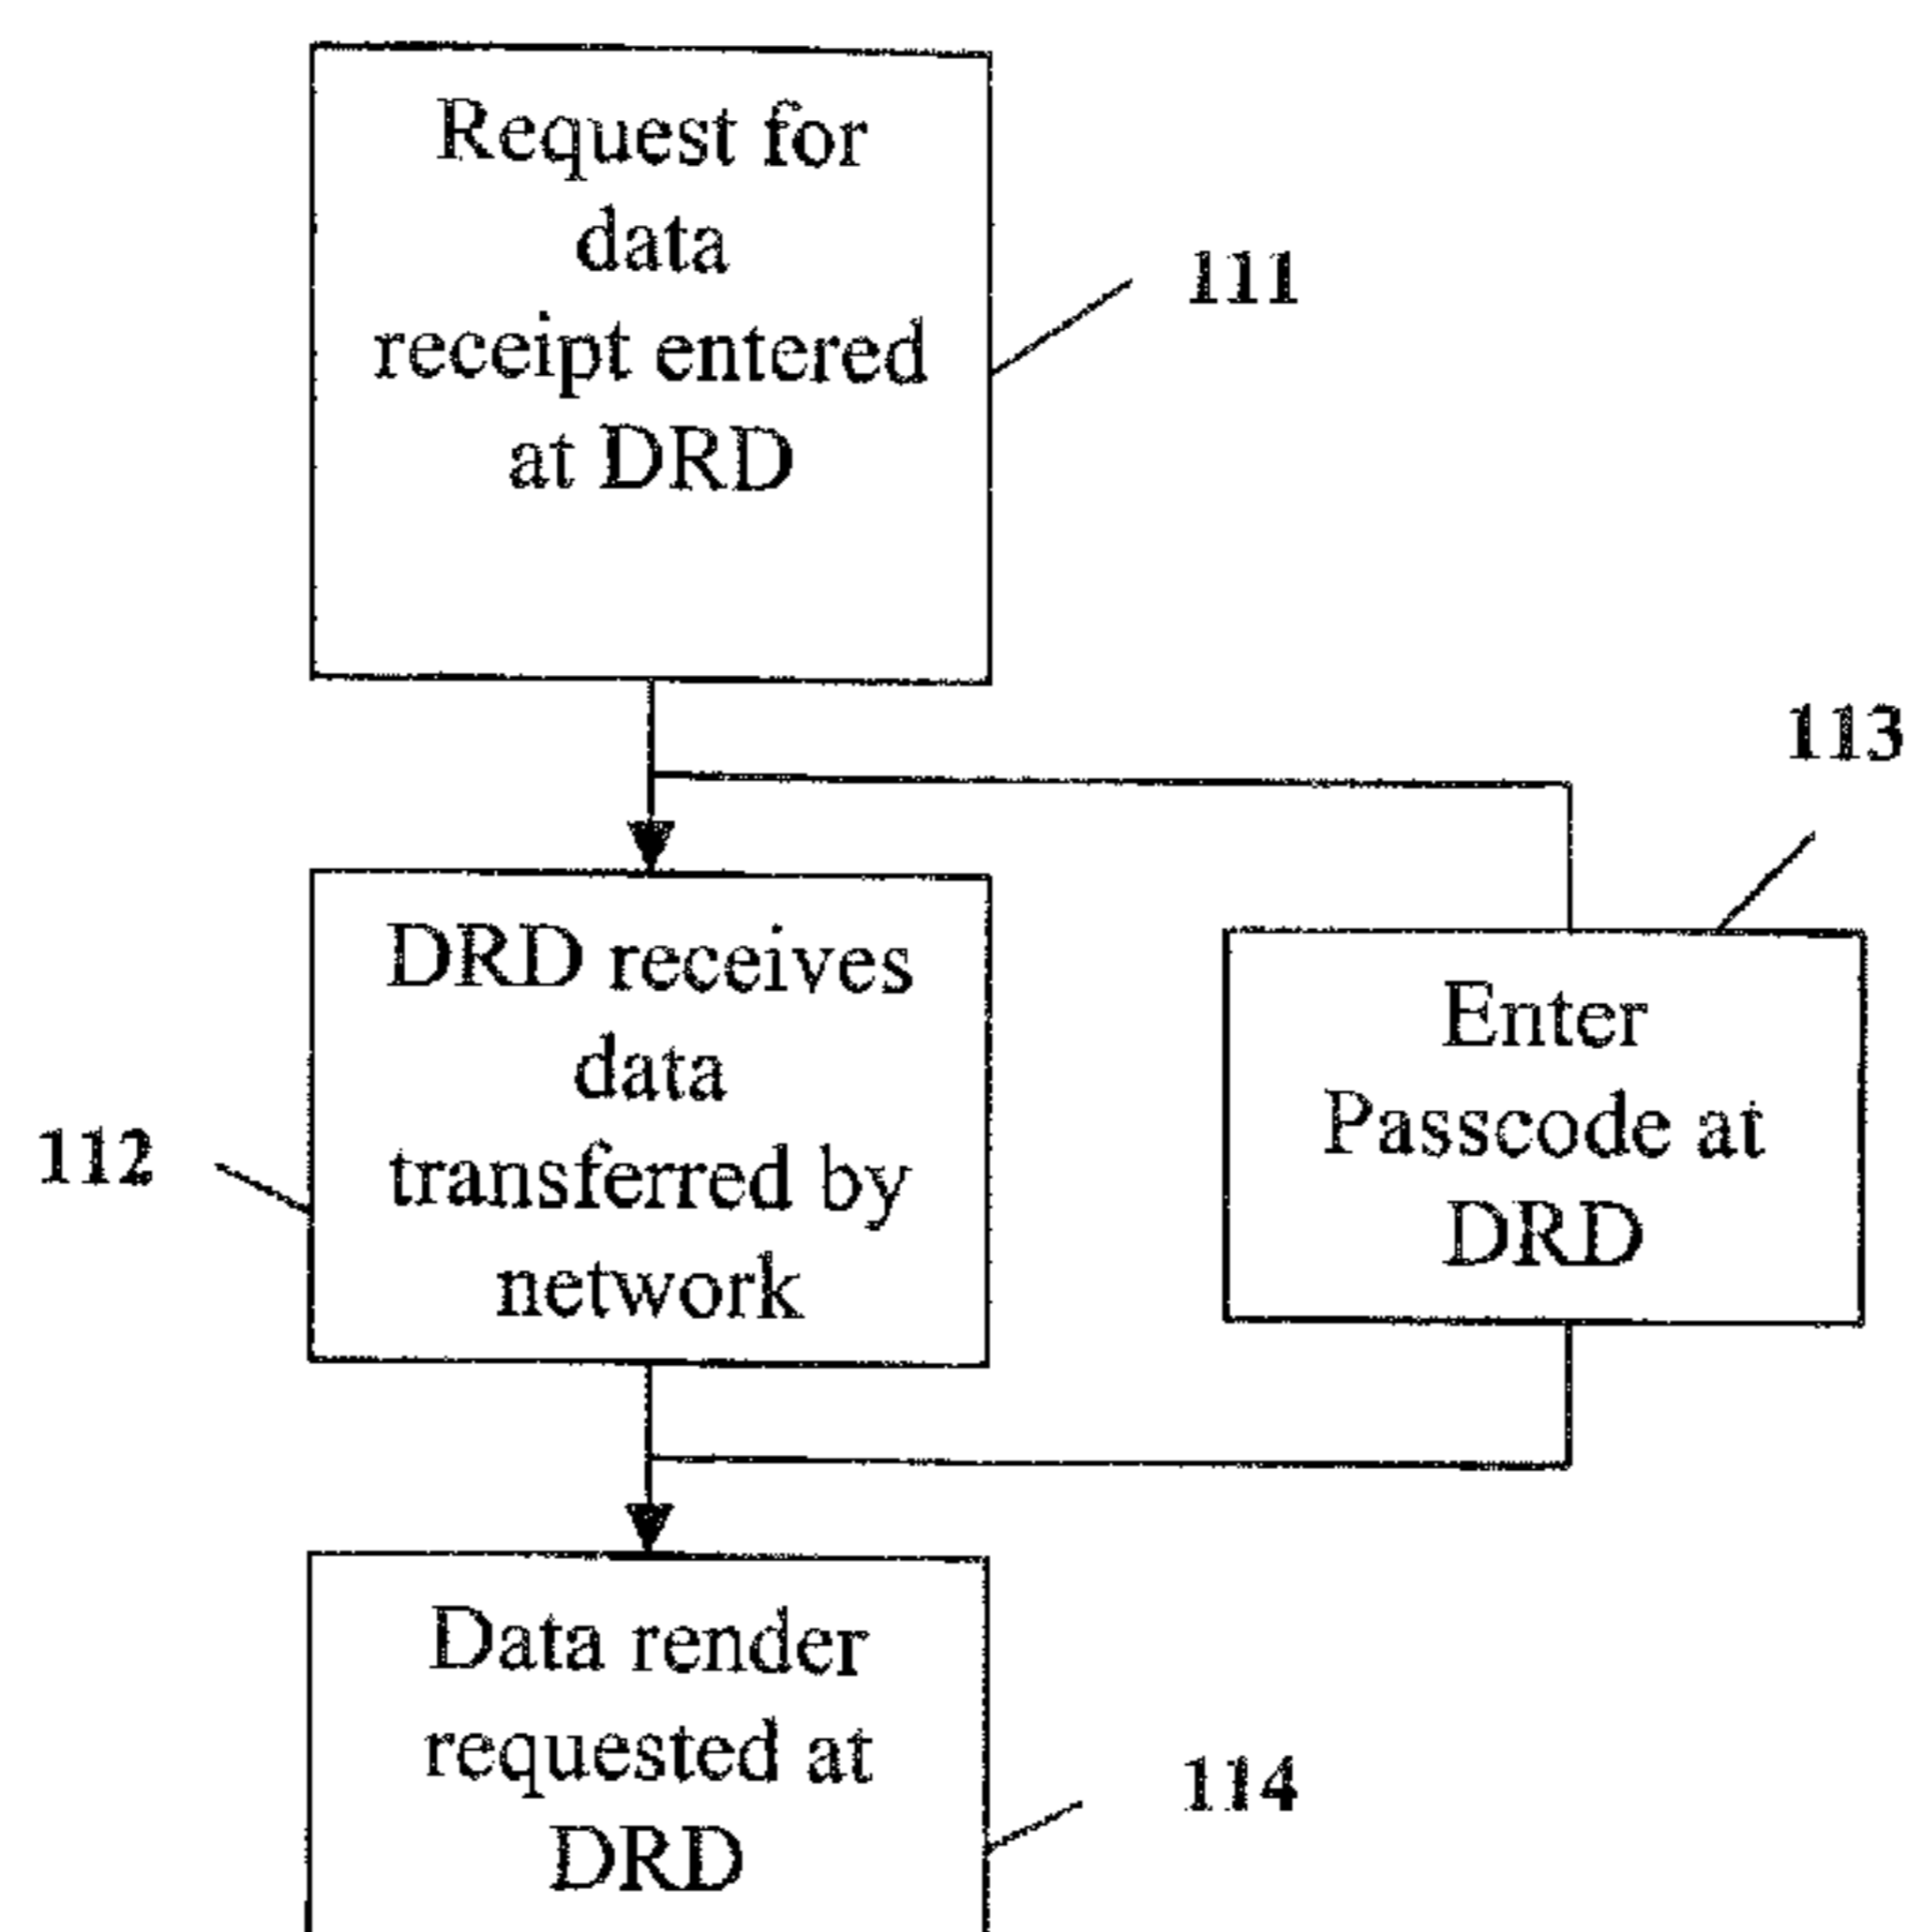 Request for
data
receipt entered
at DRD
111
113
DRD receives
data
transferred by
network
112
Enter
Passcode at
DRD
Data render
requested at
DRD
114